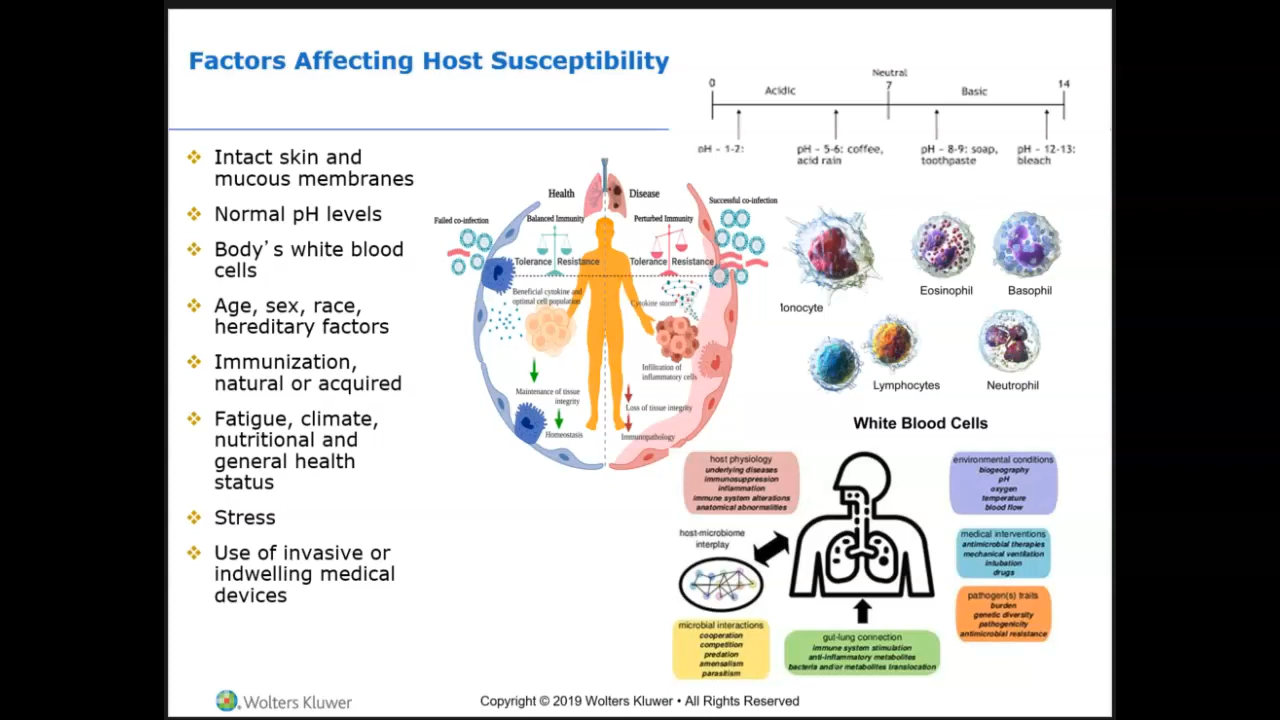 Factors Affecting Host Susceptibility
Intact skin and
mucous membranes
Normal pH levels
Body’s white blood
cells
Age, sex, race,
hereditary factors
Immunization,
natural or acquired
Fatigue, climate,
nutritional and
general health
status
Stress
Use of invasive or
indwelling medical
devices
0
Neutral
7
14
Acidic
Basic
pH – 1-2:
pH – 5-6: coffee,
acid rain
pH – 8-9: soap,
toothpaste
pH – 12-13:
bleach
Health
Disease
Failed co-infection
Balanced Immunity
Perturbed Immunity
Successful co-infection
Tolerance
Resistance
Tolerance
Resistance
Beneficial cytokine and
optimal cell population
Cytokine storm
Infiltration of
inflammatory cells
Maintenance of tissue
integrity
Loss of tissue integrity
Homeostasis
Immunopathology
lonocyte
Eosinophil
Basophil
Lymphocytes
Neutrophil
White Blood Cells
host physiology
underlying diseases
immunosuppression
inflammation
immune system alterations
anatomical abnormalities
host-microbiome
interplay
microbial interactions
cooperation
competition
predation
amensalism
parasitism
gut-lung connection
immune system stimulation
anti-inflammatory metabolites
bacteria and/or metabolites translocation
environmental conditions
biogeography
pH
oxygen
temperature
blood flow
medical interventions
antimicrobial therapies
mechanical ventilation
intubation
drugs
pathogen(s) traits
burden
genetic diversity
pathogenicity
antimicrobial resistance
Wolters Kluwer
Copyright © 2019 Wolters Kluwer • All Rights Reserved